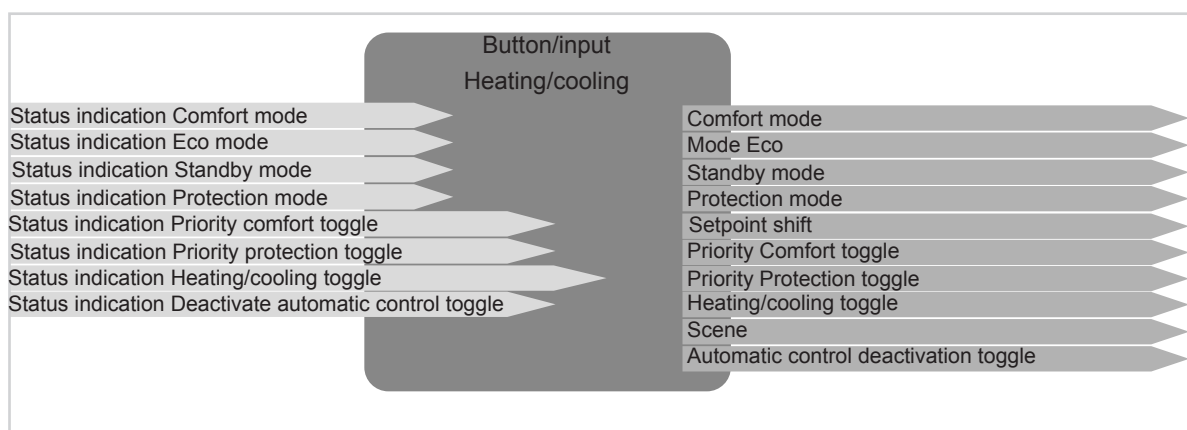 Button/input
Heating/cooling
Status indication Comfort mode
Status indication Eco mode
Status indication Standby mode
Status indication Protection mode
Status indication Priority comfort toggle
Status indication Priority protection toggle
Status indication Heating/cooling toggle
Status indication Deactivate automatic control toggle
Comfort mode
Mode Eco
Standby mode
Protection mode
Setpoint shift
Priority Comfort toggle
Priority Protection toggle
Heating/cooling toggle
Scene
Automatic control deactivation toggle